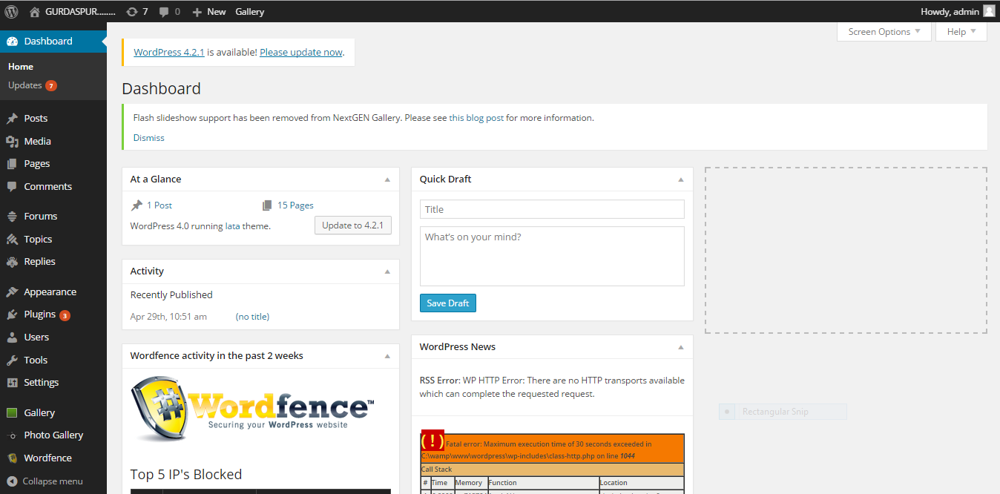 GURDASPUR........ 7 0 New Gallery Howdy, admin
Screen Options Help
Dashboard
Home
Updates 7
Posts
Media
Pages
Comments
Forums
Topics
Replies
Appearance
Plugins 3
Users
Tools
Settings
Gallery
Photo Gallery
Wordfence
Collapse menu
WordPress 4.2.1 is available! Please update now.
Dashboard
Flash slideshow support has been removed from NextGEN Gallery. Please see this blog post for more information.
Dismiss
At a Glance
1 Post 15 Pages
WordPress 4.0 running lata theme. Update to 4.2.1
Activity
Recently Published
Apr 29th, 10:51 am (no title)
Wordfence activity in the past 2 weeks
#Wordfence™
Securing your WordPress website
Top 5 IP's Blocked
Quick Draft
Title
What's on your mind?
Save Draft
WordPress News
RSS Error: WP HTTP Error: There are no HTTP transports available
which can complete the requested request.
( ! ) Fatal error: Maximum execution time of 30 seconds exceeded in
C:\wamp\www\wordpress\wp-includes\class-http.php on line 1044
Call Stack
# Time Memory Function Location
Rectangular Snip